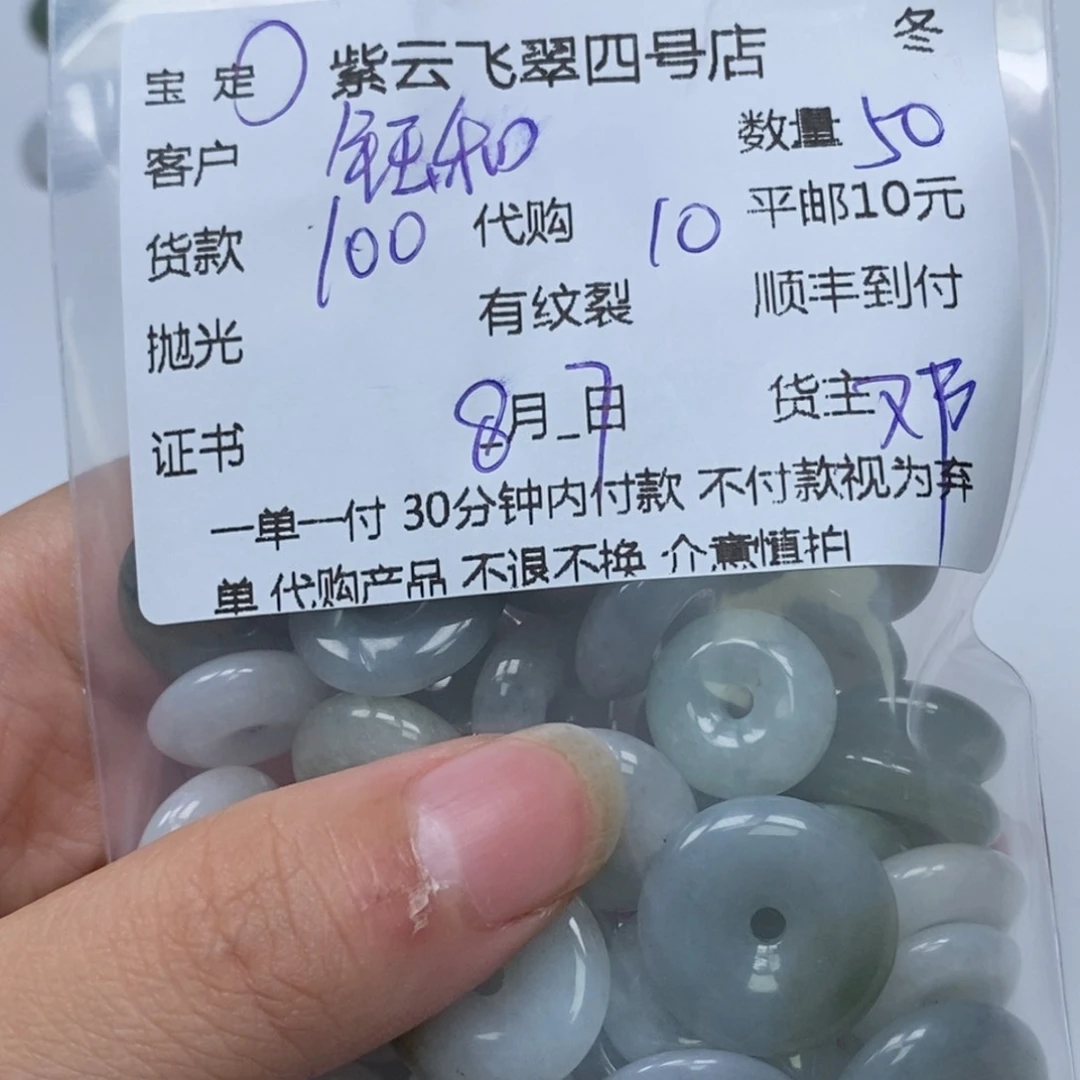 冬
宝 定 紫云飞翠四号店
客户 数量 50
货款 100 代购 10 平邮10元
抛光 有纹裂 顺丰到付
证书 8月_7日 货主 邓
一单一付 30分钟内付款 不付款视为弃
单 代购产品 不退不换 介意慎拍